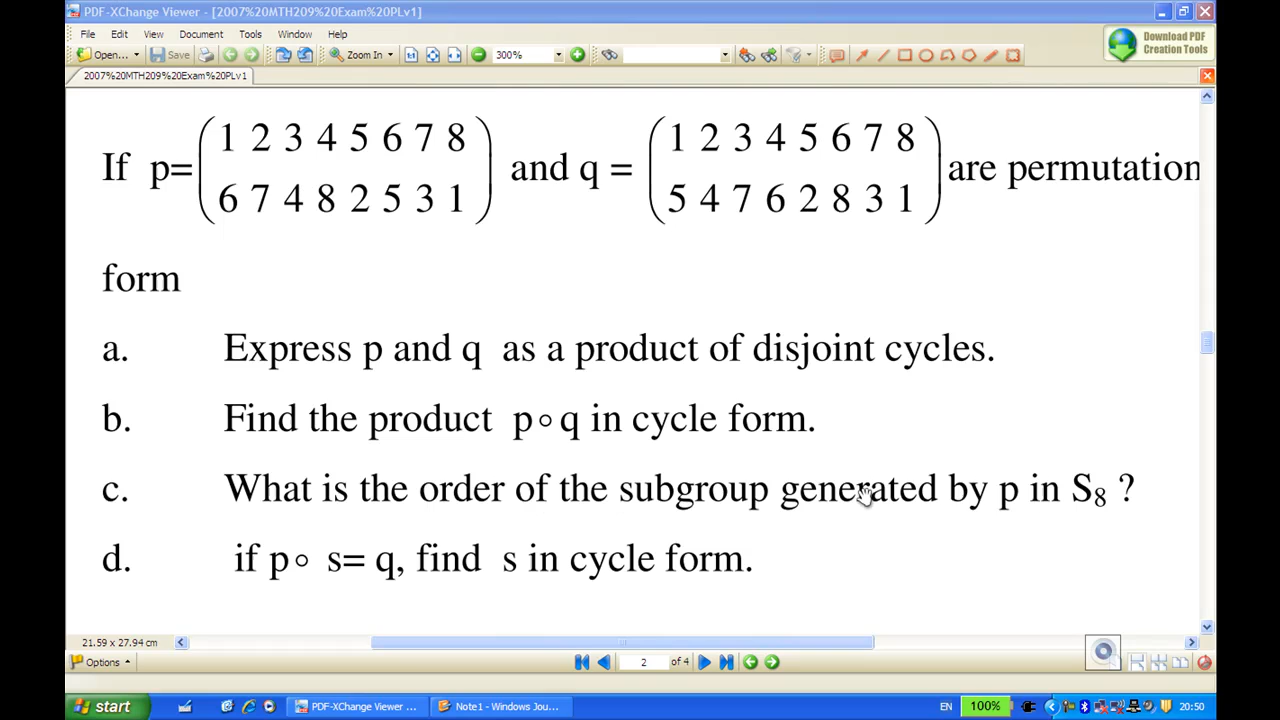 PDF-XChange Viewer - [2007%20MTH209%20Exam%20PLv1]
File Edit View Document Tools Window Help
Open... Save Zoom In 300%
Download PDF
Creation Tools
2007%20MTH209%20Exam%20PLv1
If p= ( 1 2 3 4 5 6 7 8 ) and q = ( 1 2 3 4 5 6 7 8 ) are permutation
( 6 7 4 8 2 5 3 1 ) ( 5 4 7 6 2 8 3 1 )
form
a. Express p and q as a product of disjoint cycles.
b. Find the product p∘q in cycle form.
c. What is the order of the subgroup generated by p in S₈ ?
d. if p∘ s= q, find s in cycle form.
21.59 x 27.94 cm
Options 2 of 4
start PDF-XChange Viewer ... Note1 - Windows Jou... EN 100% 20:50